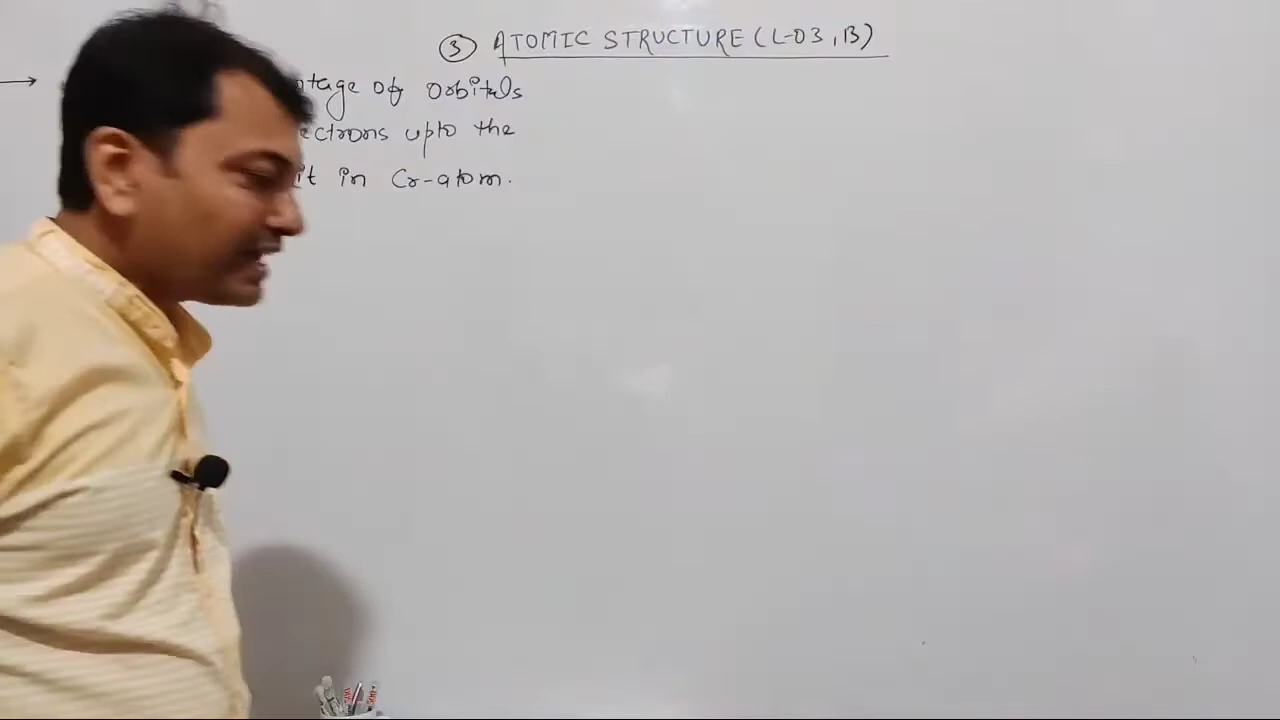 ③ ATOMIC STRUCTURE (L-03, B)
→ ntage of orbitals
ectrons upto the
it in Cr-atom.